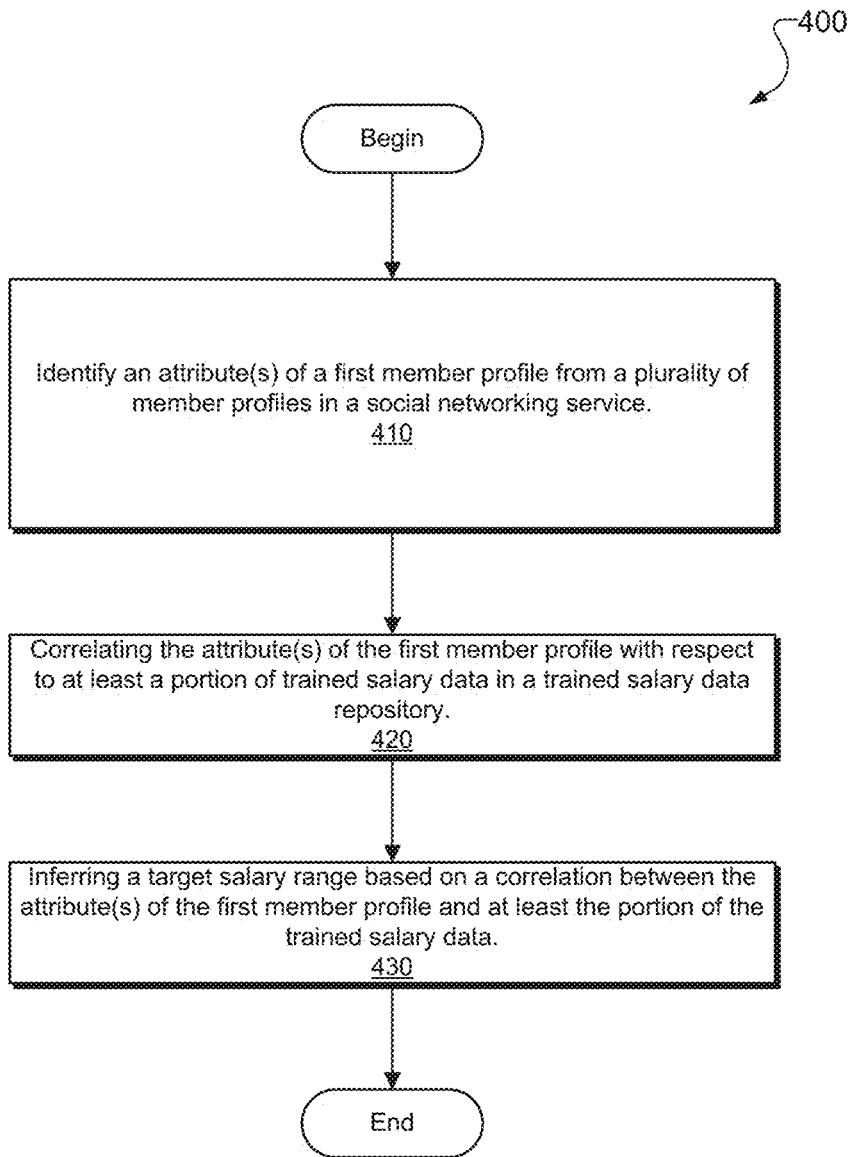 400
Begin
Identify an attribute(s) of a first member profile from a plurality of
member profiles in a social networking service.
410
Correlating the attribute(s) of the first member profile with respect
to at least a portion of trained salary data in a trained salary data
repository.
420
Inferring a target salary range based on a correlation between the
attribute(s) of the first member profile and at least the portion of the
trained salary data.
430
End